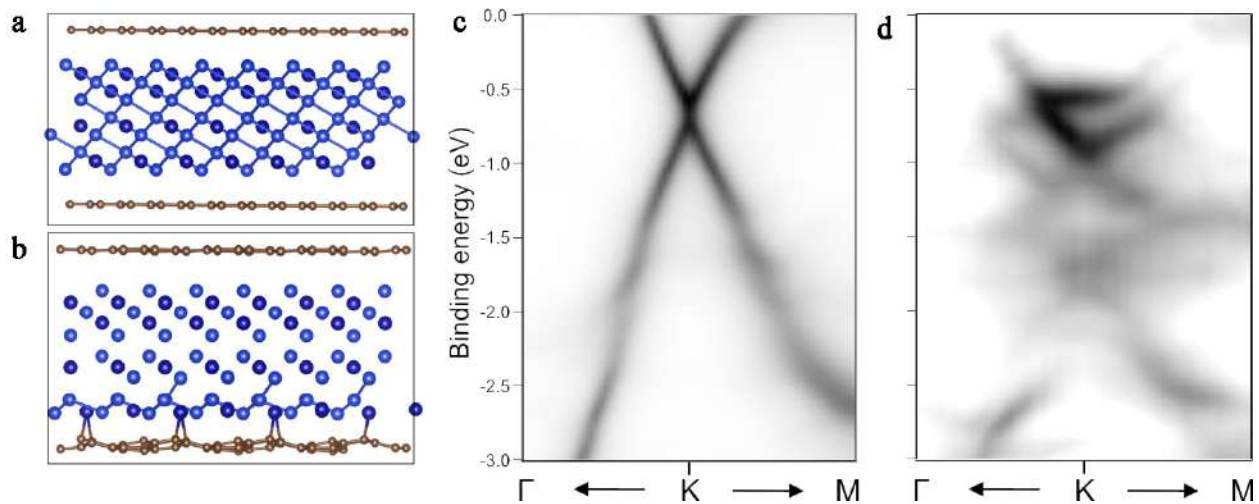 a
b
c
d
Binding energy (eV)
0.0
-0.5
-1.0
-1.5
-2.0
-2.5
-3.0
Γ ← K → M
Γ ← K → M